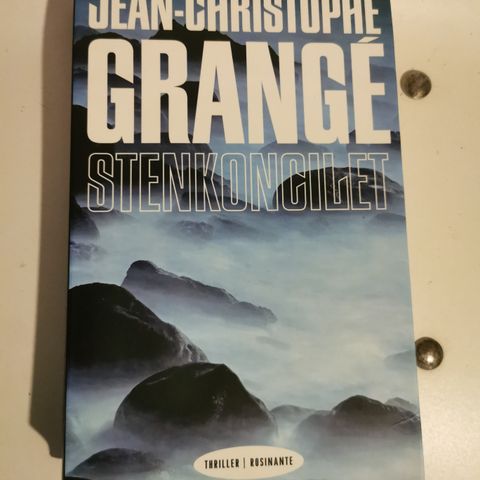 JEAN-CHRISTOPHE
GRANGÉ
STENKONCILET
THRILLER | ROSINANTE